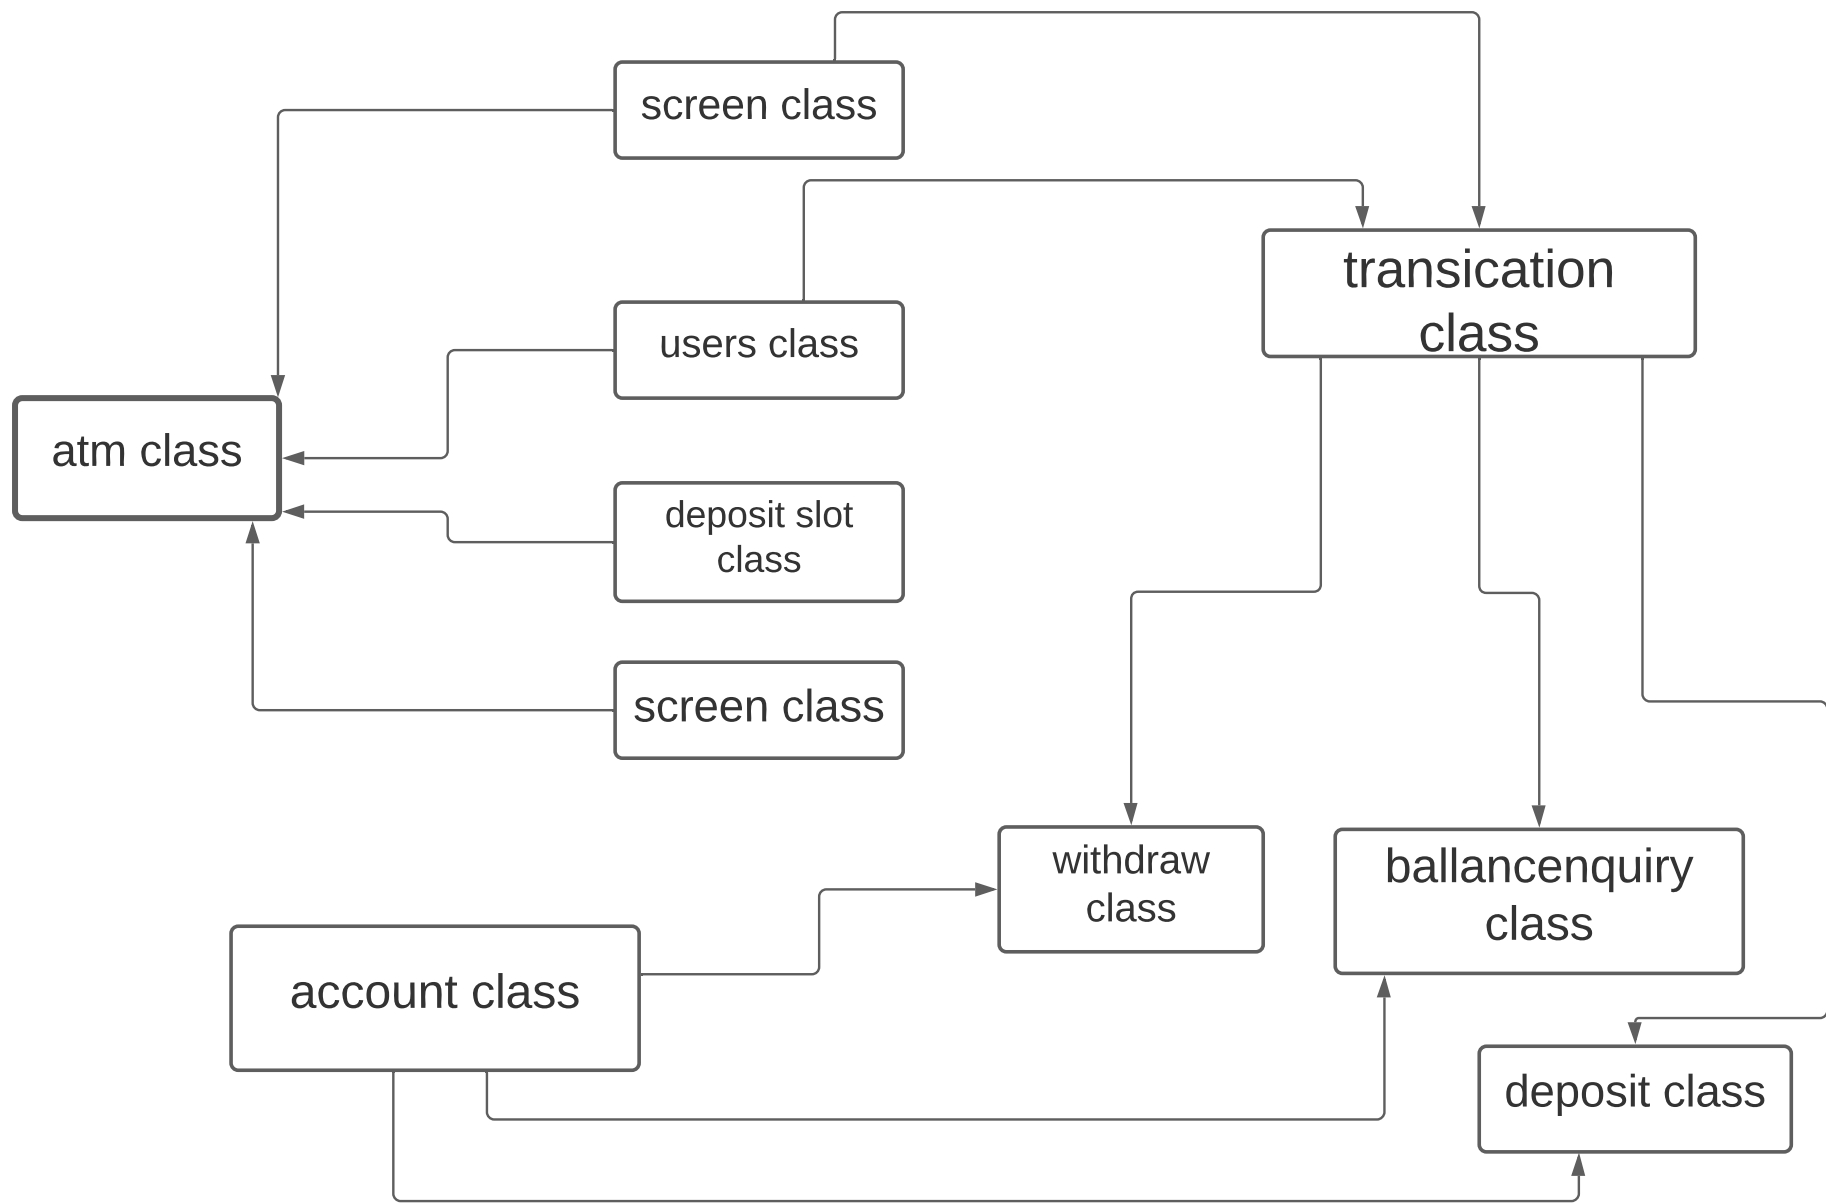 screen class
transication
class
users class
atm class
deposit slot
class
screen class
withdraw
class
ballancenquiry
class
account class
deposit class